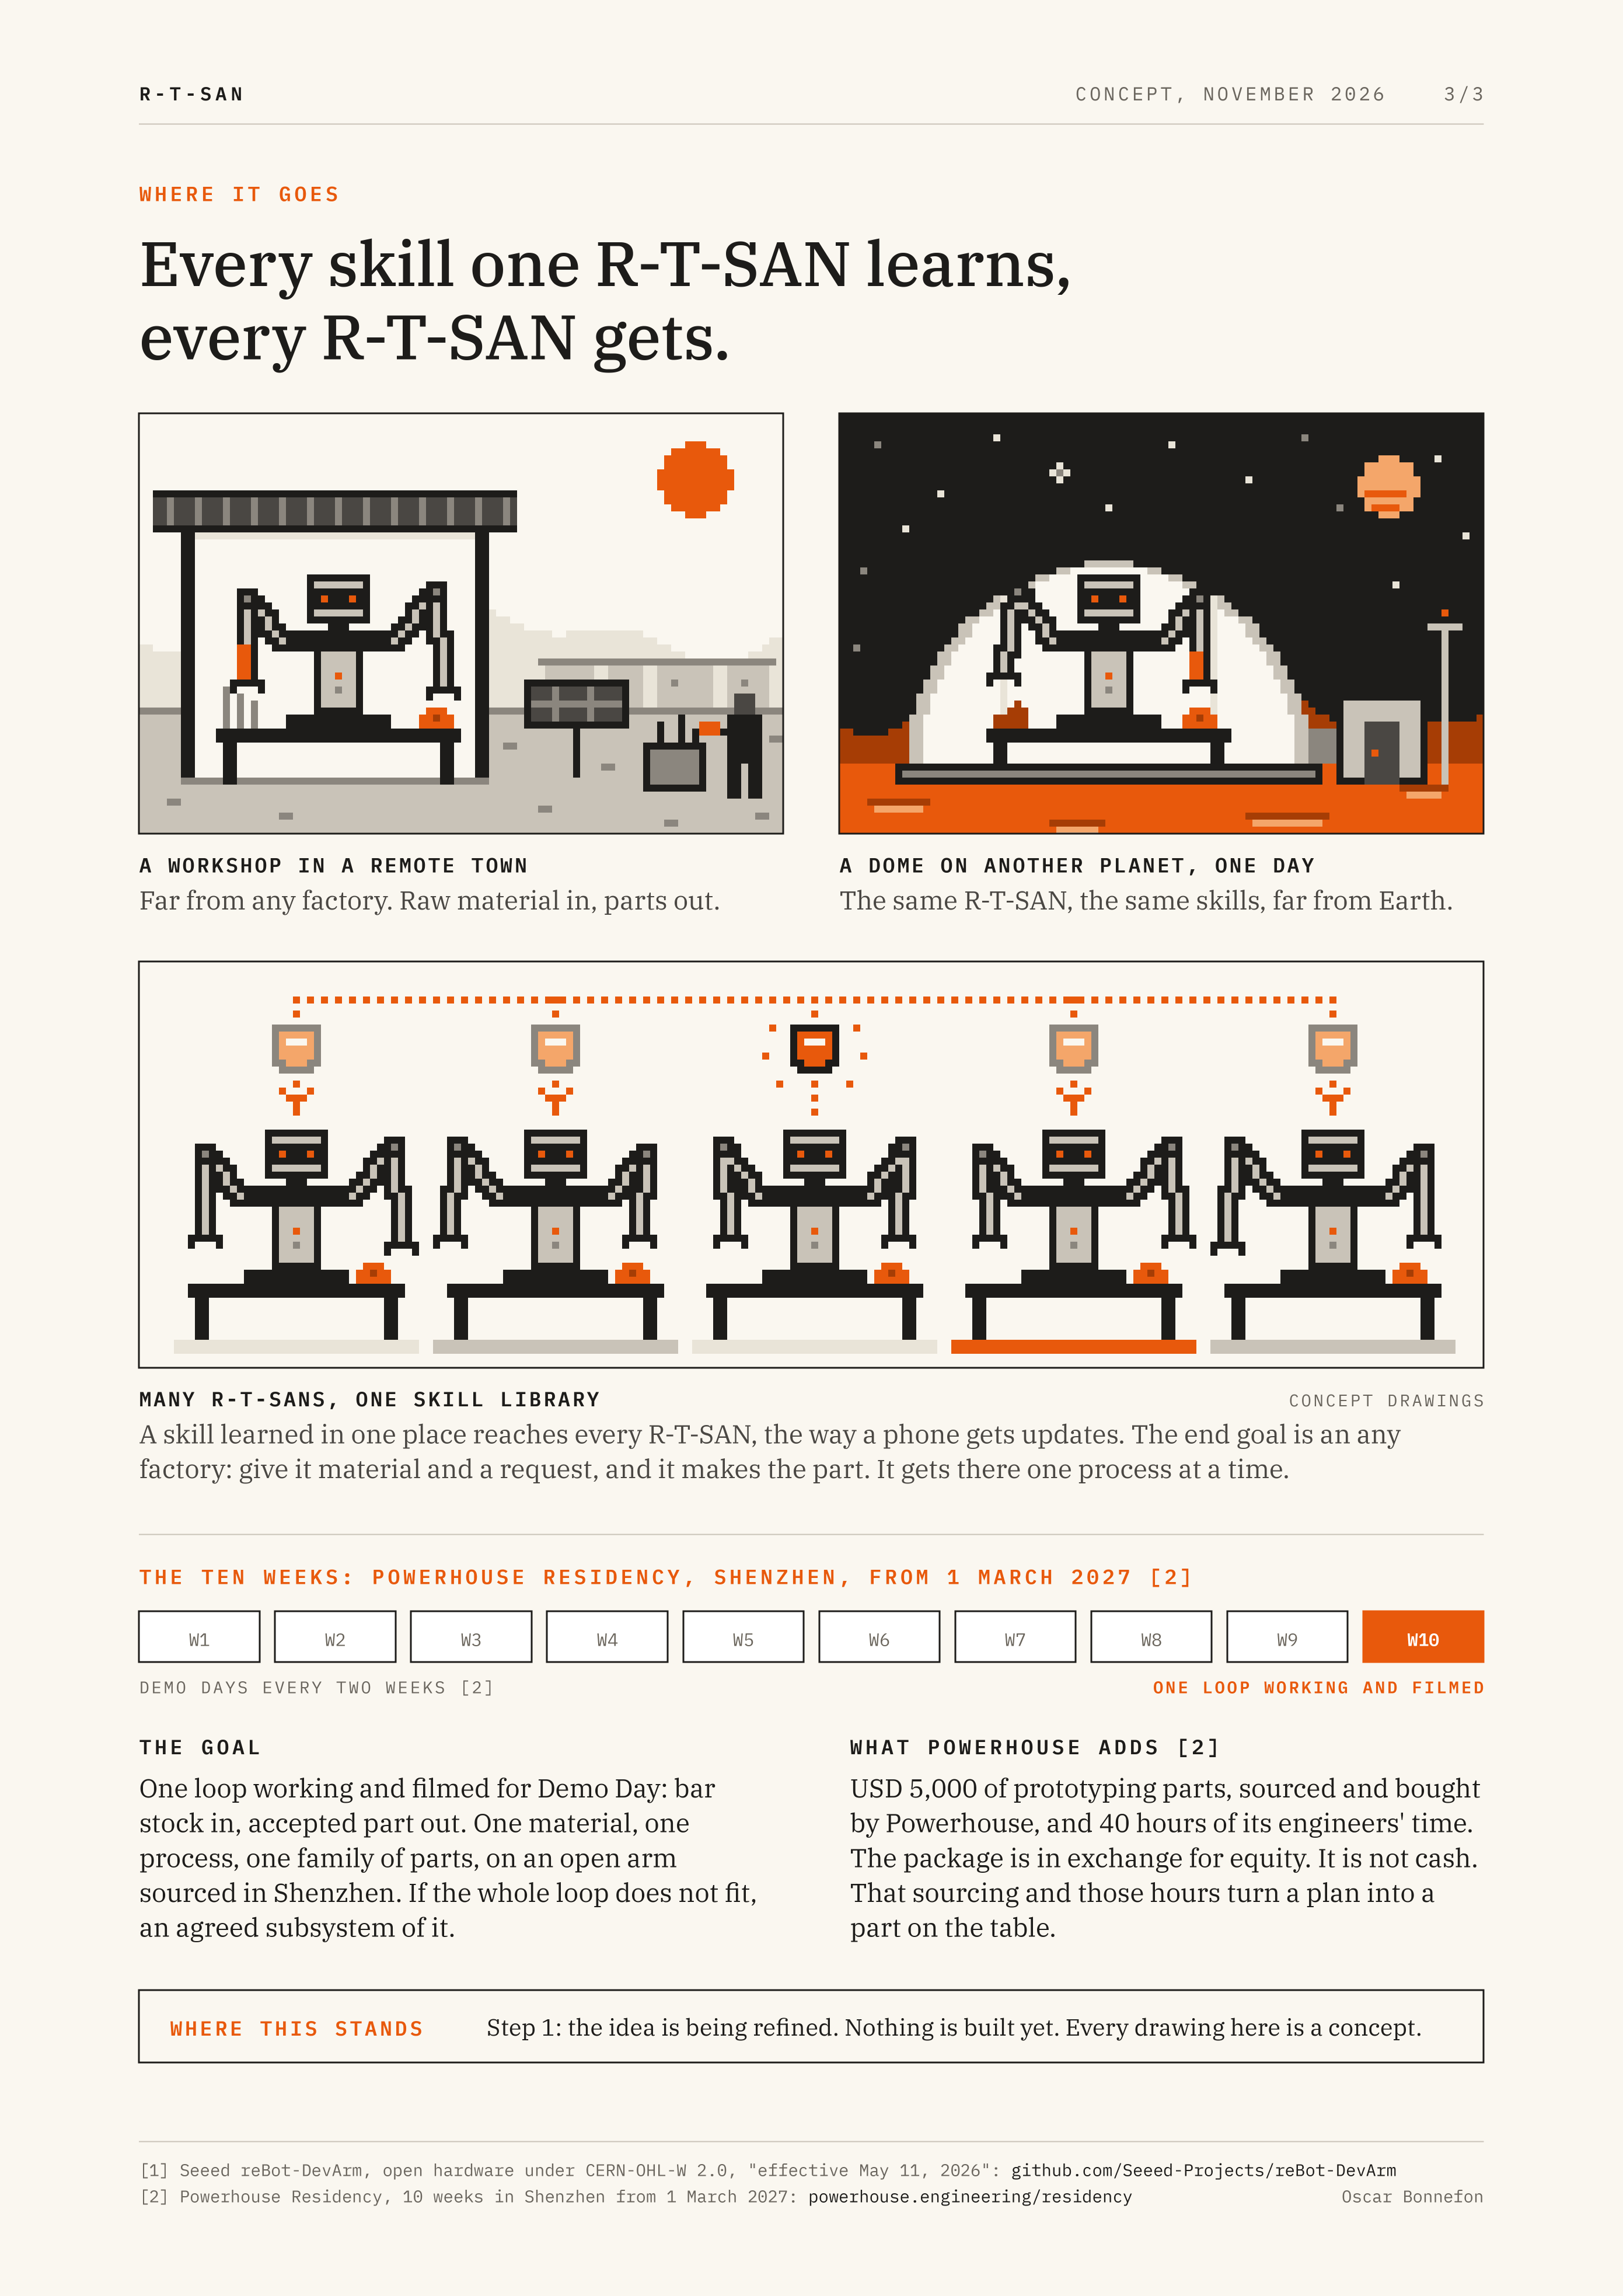 R-T-SAN
CONCEPT, NOVEMBER 2026 3/3
WHERE IT GOES
Every skill one R-T-SAN learns,
every R-T-SAN gets.
A WORKSHOP IN A REMOTE TOWN
Far from any factory. Raw material in, parts out.
A DOME ON ANOTHER PLANET, ONE DAY
The same R-T-SAN, the same skills, far from Earth.
MANY R-T-SANS, ONE SKILL LIBRARY
CONCEPT DRAWINGS
A skill learned in one place reaches every R-T-SAN, the way a phone gets updates. The end goal is an any
factory: give it material and a request, and it makes the part. It gets there one process at a time.
THE TEN WEEKS: POWERHOUSE RESIDENCY, SHENZHEN, FROM 1 MARCH 2027 [2]
W1 W2 W3 W4 W5 W6 W7 W8 W9 W10
DEMO DAYS EVERY TWO WEEKS [2]
ONE LOOP WORKING AND FILMED
THE GOAL
One loop working and filmed for Demo Day: bar
stock in, accepted part out. One material, one
process, one family of parts, on an open arm
sourced in Shenzhen. If the whole loop does not fit,
an agreed subsystem of it.
WHAT POWERHOUSE ADDS [2]
USD 5,000 of prototyping parts, sourced and bought
by Powerhouse, and 40 hours of its engineers' time.
The package is in exchange for equity. It is not cash.
That sourcing and those hours turn a plan into a
part on the table.
WHERE THIS STANDS
Step 1: the idea is being refined. Nothing is built yet. Every drawing here is a concept.
[1] Seeed reBot-DevArm, open hardware under CERN-OHL-W 2.0, "effective May 11, 2026": github.com/Seeed-Projects/reBot-DevArm
[2] Powerhouse Residency, 10 weeks in Shenzhen from 1 March 2027: powerhouse.engineering/residency
Oscar Bonnefon